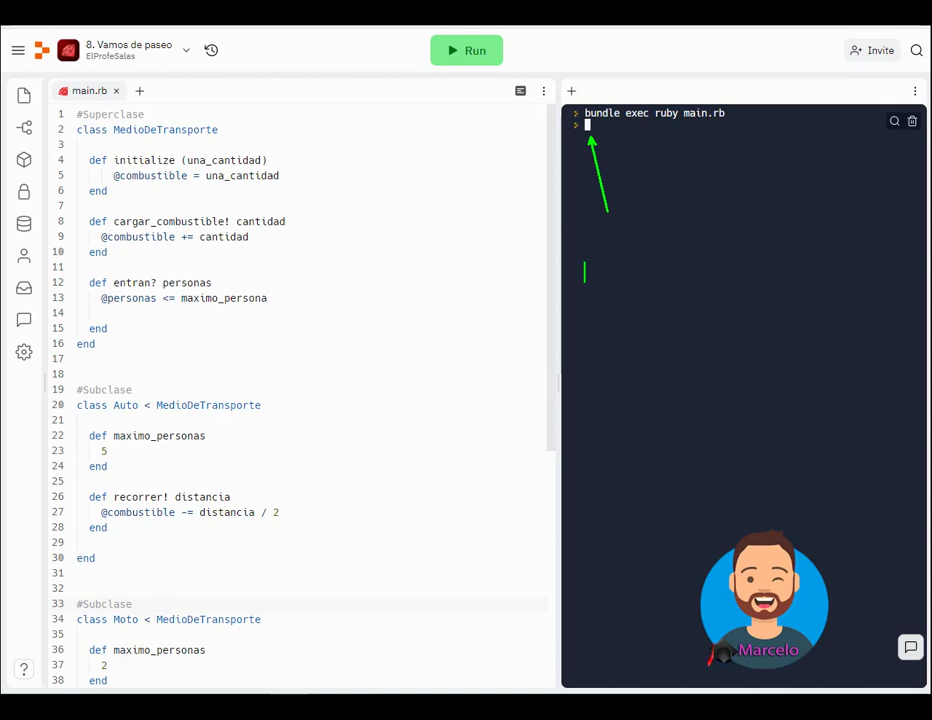 8. Vamos de paseo
ElProfeSalas
Run
Invite
main.rb
1 #Superclase
2 class MedioDeTransporte
3
4 def initialize (una_cantidad)
5 @combustible = una_cantidad
6 end
7
8 def cargar_combustible! cantidad
9 @combustible += cantidad
10 end
11
12 def entran? personas
13 @personas <= maximo_persona
14
15 end
16 end
17
18
19 #Subclase
20 class Auto < MedioDeTransporte
21
22 def maximo_personas
23 5
24 end
25
26 def recorrer! distancia
27 @combustible -= distancia / 2
28 end
29
30 end
31
32
33 #Subclase
34 class Moto < MedioDeTransporte
35
36 def maximo_personas
37 2
38 end
bundle exec ruby main.rb
Marcelo
?